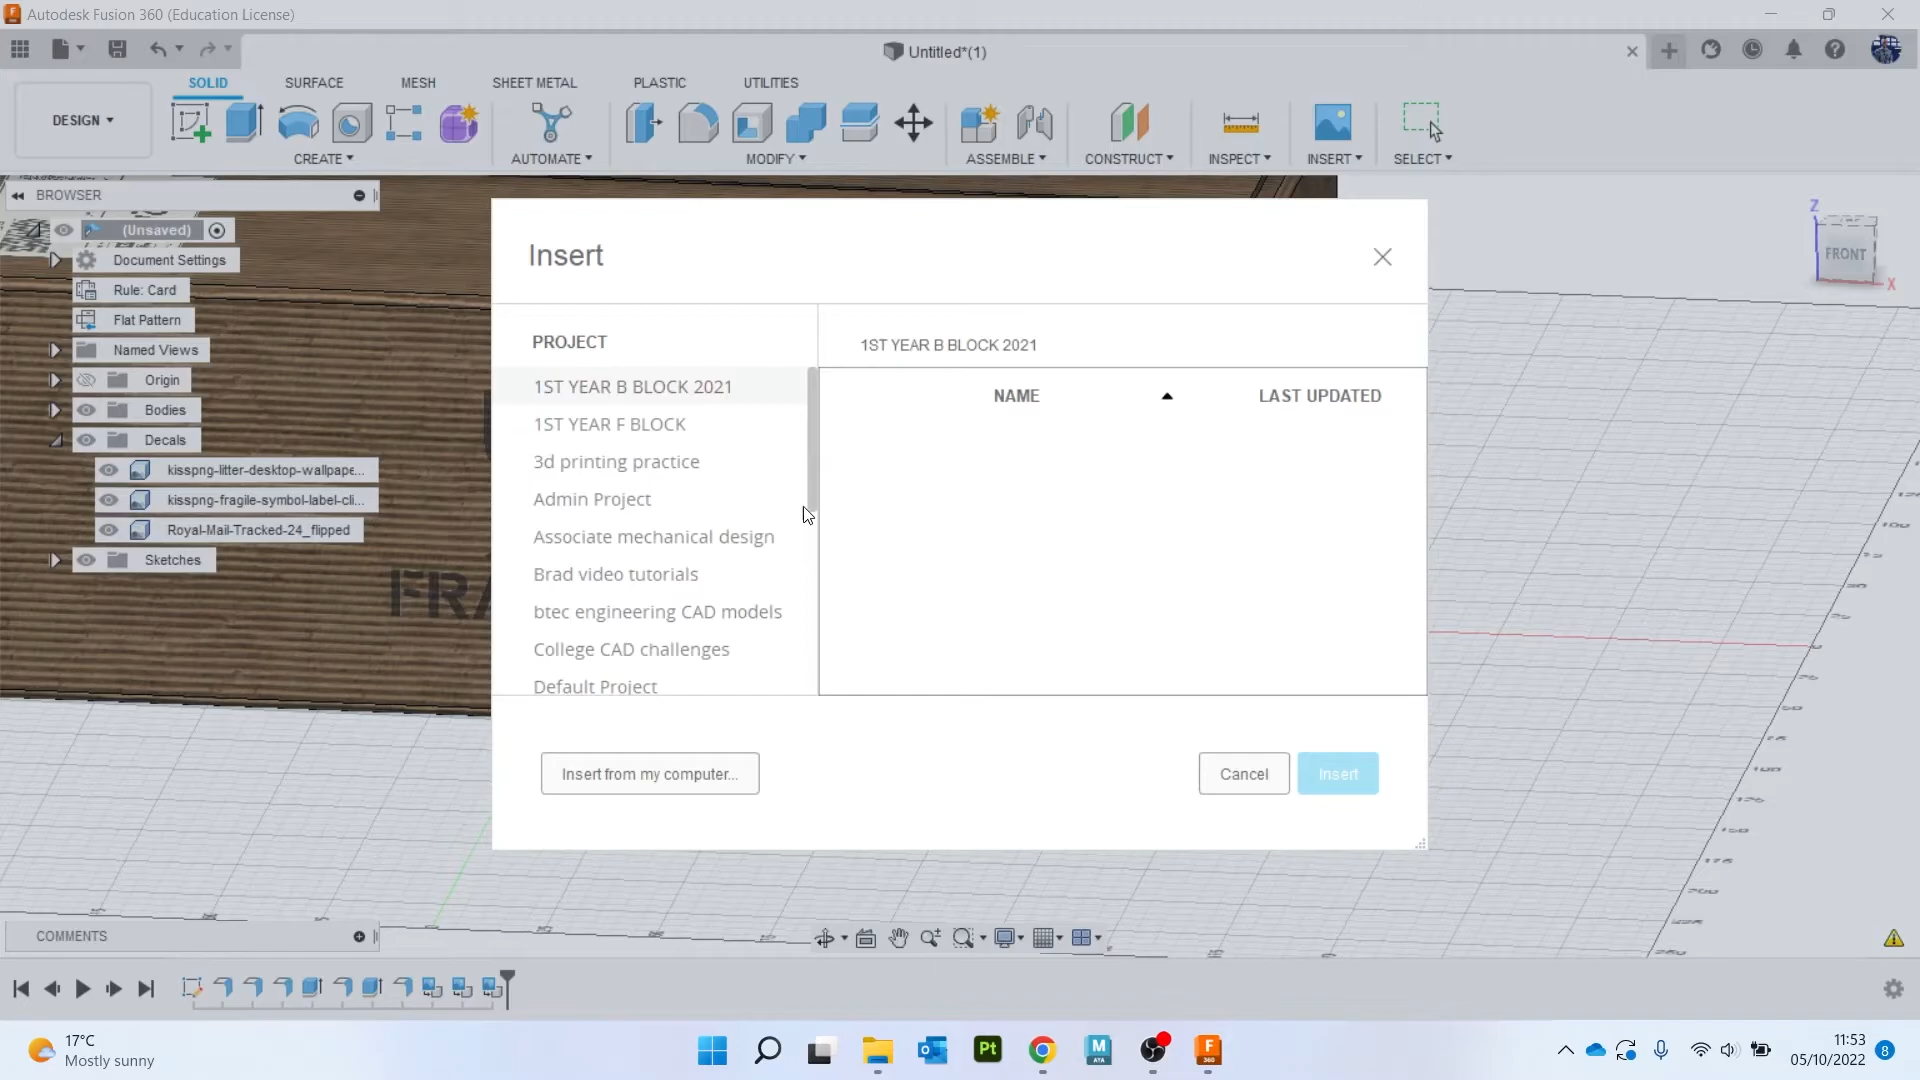 Autodesk Fusion 360 (Education License)
Untitled*(1)
SOLID
SURFACE
MESH
SHEET METAL
PLASTIC
UTILITIES
DESIGN
CREATE
AUTOMATE
MODIFY
ASSEMBLE
CONSTRUCT
INSPECT
INSERT
SELECT
BROWSER
(Unsaved)
Document Settings
Rule: Card
Flat Pattern
Named Views
Origin
Bodies
Decals
kisspng-litter-desktop-wallpape...
kisspng-fragile-symbol-label-cli...
Royal-Mail-Tracked-24_flipped
Sketches
FRA
Z
FRONT
X
Insert
PROJECT
1ST YEAR B BLOCK 2021
1ST YEAR B BLOCK 2021
1ST YEAR F BLOCK
3d printing practice
Admin Project
Associate mechanical design
Brad video tutorials
btec engineering CAD models
College CAD challenges
Default Project
NAME
LAST UPDATED
Insert from my computer...
Cancel
Insert
COMMENTS
17°C
Mostly sunny
Pt
M
AYA
F
360
11:53
05/10/2022
8